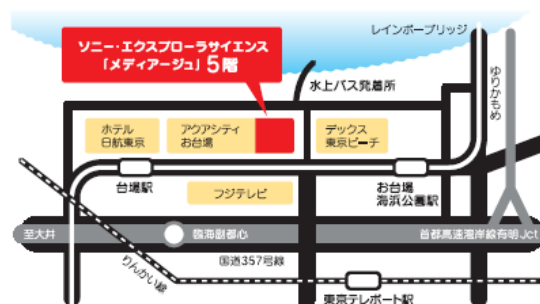 レインボーブリッジ
ソニー・エクスプローラサイエンス
「メディアージュ」5階
ゆりかもめ
水上バス発着所
ホテル
日航東京
アクアシティ
お台場
デックス
東京ビーチ
台場駅
お台場
海浜公園駅
フジテレビ
至大井
臨海副都心
首都高速湾岸線有明Jct
りんかい線
国道357号線
東京テレポート駅